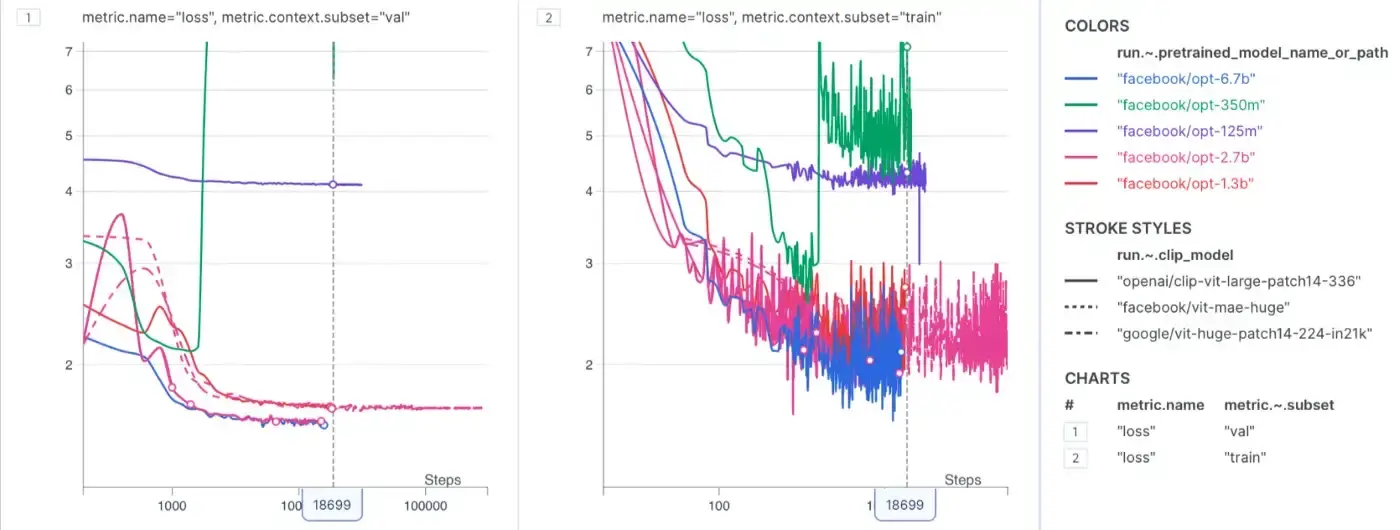 1 metric.name="loss", metric.context.subset="val"
7
6
5
4
3
2
Steps
1000 100 18699 100000
2 metric.name="loss", metric.context.subset="train"
7
6
5
4
3
2
Steps
100 1 18699
COLORS
run.~.pretrained_model_name_or_path
"facebook/opt-6.7b"
"facebook/opt-350m"
"facebook/opt-125m"
"facebook/opt-2.7b"
"facebook/opt-1.3b"
STROKE STYLES
run.~.clip_model
"openai/clip-vit-large-patch14-336"
"facebook/vit-mae-huge"
"google/vit-huge-patch14-224-in21k"
CHARTS
# metric.name metric.~.subset
1 "loss" "val"
2 "loss" "train"